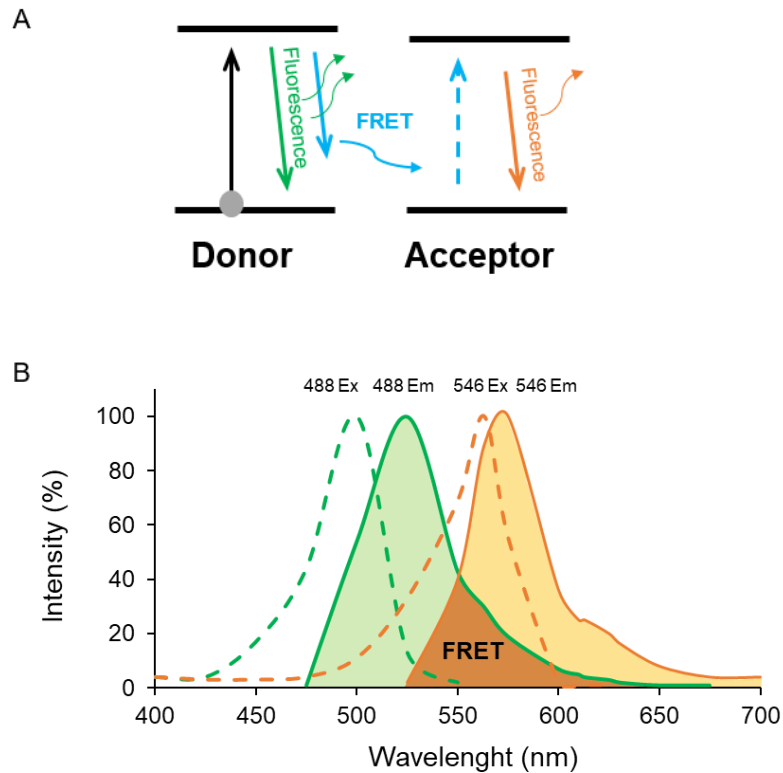 A
Fluorescence
FRET
Fluorescence
Donor
Acceptor
B
488 Ex 488 Em 546 Ex 546 Em
100
80
60
40
20
0
Intensity (%)
FRET
400 450 500 550 600 650 700
Wavelenght (nm)